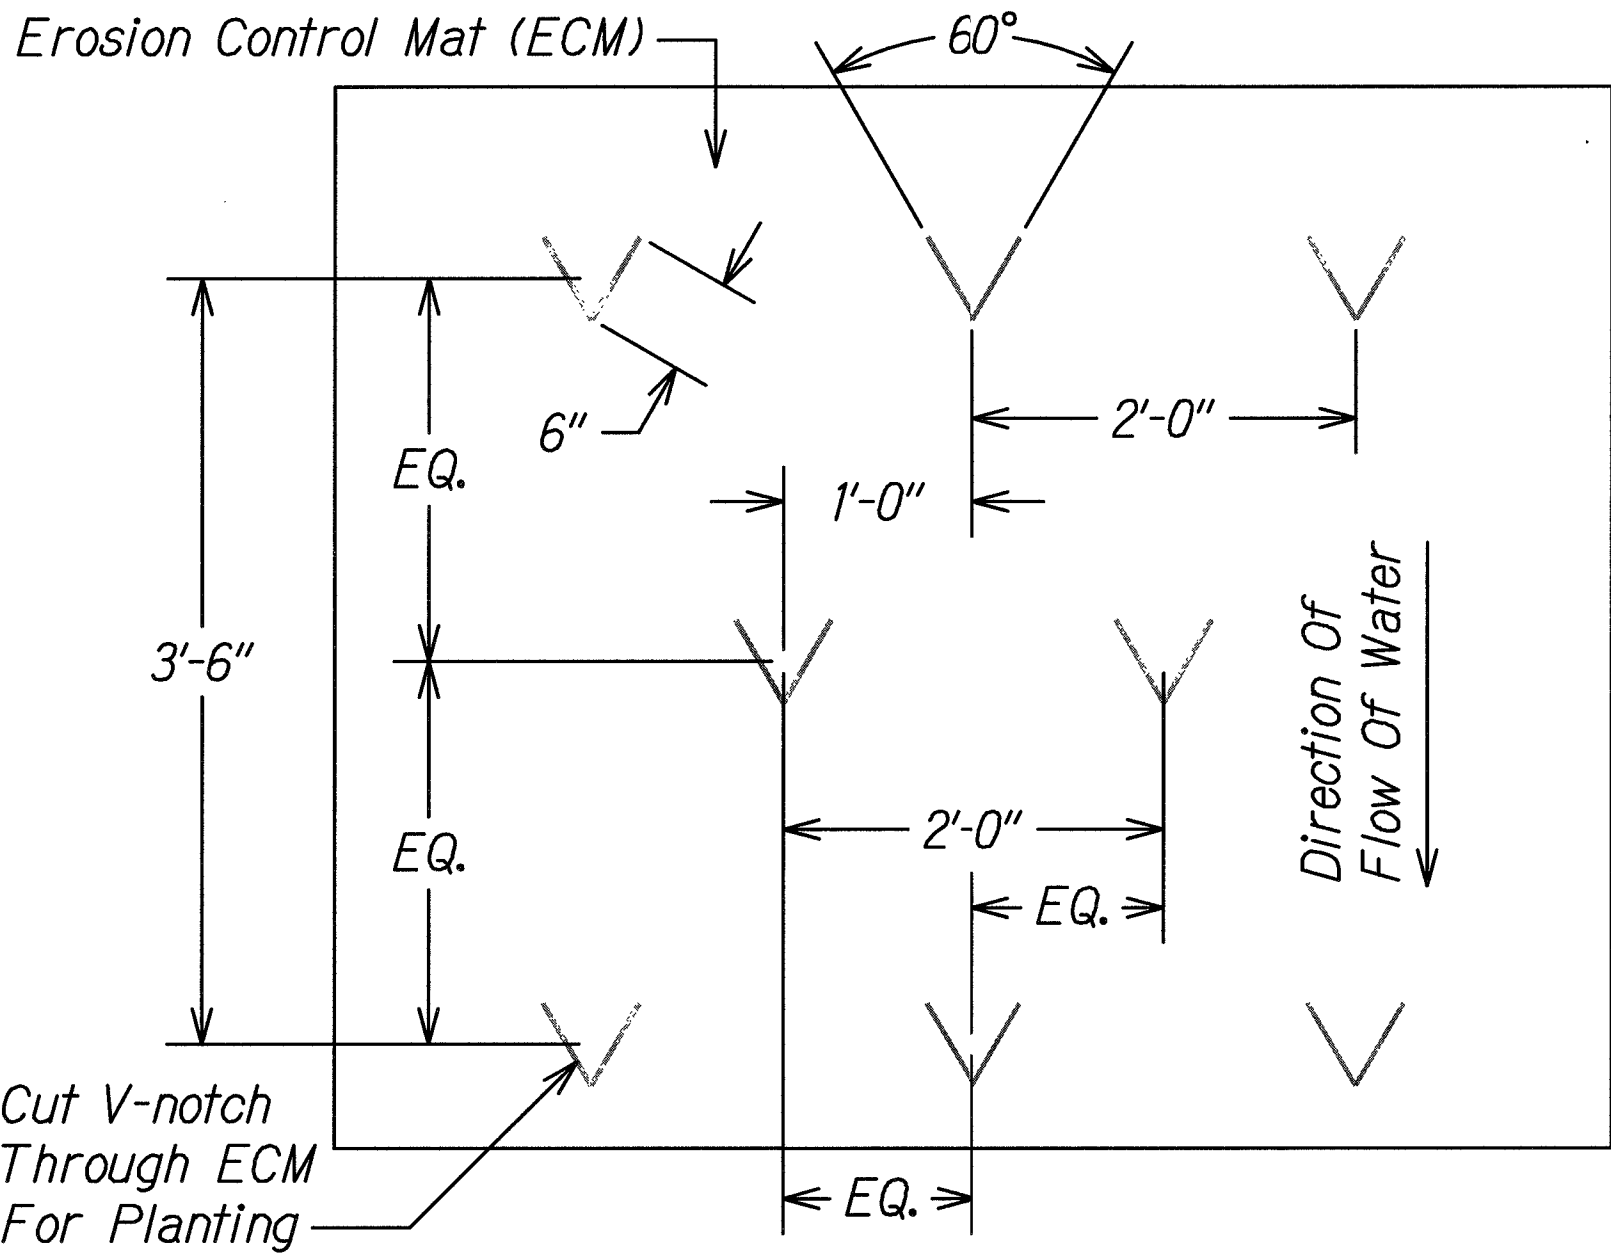 Erosion Control Mat (ECM)
60°
6"
2'-0"
EQ.
1'-0"
3'-6"
Direction Of
Flow Of Water
2'-0"
EQ.
EQ.
Cut V-notch
Through ECM
For Planting
EQ.